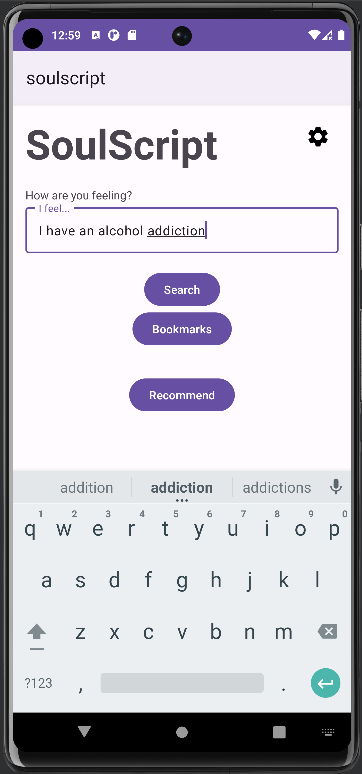 12:59
soulscript
SoulScript
How are you feeling?
I feel...
I have an alcohol addiction
Search
Bookmarks
Recommend
addition addiction addictions
1 2 3 4 5 6 7 8 9 0
q w e r t y u i o p
a s d f g h j k l
z x c v b n m
?123 , .